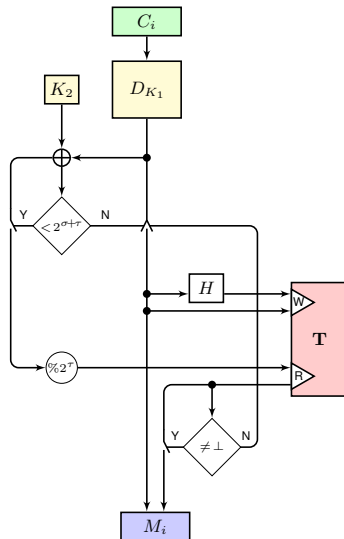 C_i
K_2
D_{K_1}
Y
< 2^{σ+τ}
N
H
W
T
%2^τ
R
Y
≠⊥
N
M_i